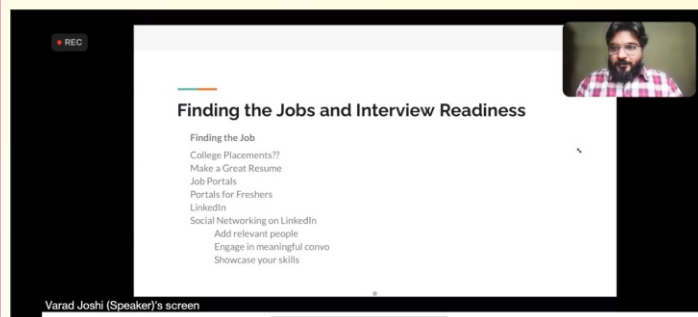 REC
Finding the Jobs and Interview Readiness
Finding the Job
College Placements??
Make a Great Resume
Job Portals
Portals for Freshers
LinkedIn
Social Networking on LinkedIn
Add relevant people
Engage in meaningful convo
Showcase your skills
Varad Joshi (Speaker)'s screen